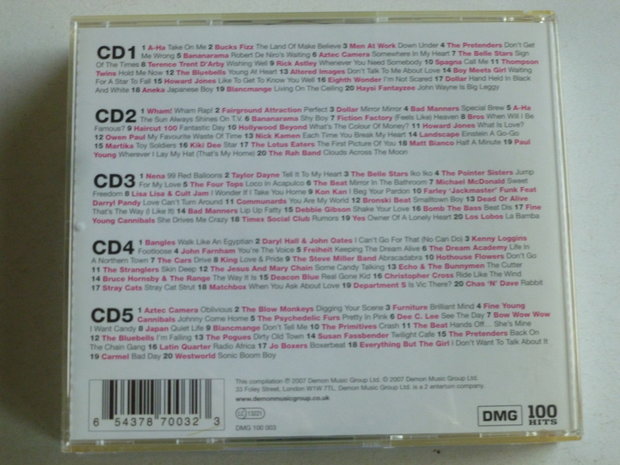 CD1 1 A-Ha Take On Me 2 Bucks Fizz The Land Of Make Believe 3 Men At Work Down Under 4 The Pretenders Don't Get
Me Wrong 5 Bananarama Robert De Niro's Waiting 6 Aztec Camera Somewhere In My Heart 7 The Belle Stars Sign
Of The Times 8 Terence Trent D'Arby Wishing Well 9 Rick Astley Whenever You Need Somebody 10 Spagna Call Me 11 Thompson
Twins Hold Me Now 12 The Bluebells Young At Heart 13 Altered Images Don't Talk To Me About Love 14 Boy Meets Girl Waiting
For A Star To Fall 15 Howard Jones Like To Get To Know You Well 16 Eighth Wonder I'm Not Scared 17 Dollar Hand Held In Black
And White 18 Aneka Japanese Boy 19 Blancmange Living On The Ceiling 20 Haysi Fantayzee John Wayne Is Big Leggy
CD2 1 Wham! Wham Rap! 2 Fairground Attraction Perfect 3 Dollar Mirror Mirror 4 Bad Manners Special Brew 5 A-Ha
The Sun Always Shines On T.V. 6 Bananarama Shy Boy 7 Fiction Factory (Feels Like) Heaven 8 Bros When Will I Be
Famous? 9 Haircut 100 Fantastic Day 10 Hollywood Beyond What's The Colour Of Money? 11 Howard Jones What Is Love?
12 Owen Paul My Favourite Waste Of Time 13 Nick Kamen Each Time You Break My Heart 14 Landscape Einstein A Go-Go
15 Martika Toy Soldiers 16 Kiki Dee Star 17 The Lotus Eaters The First Picture Of You 18 Matt Bianco Half A Minute 19 Paul
Young Wherever I Lay My Hat (That's My Home) 20 The Rah Band Clouds Across The Moon
CD3 1 Nena 99 Red Balloons 2 Taylor Dayne Tell It To My Heart 3 The Belle Stars Iko Iko 4 The Pointer Sisters Jump
For My Love 5 The Four Tops Loco In Acapulco 6 The Beat Mirror In The Bathroom 7 Michael McDonald Sweet
Freedom 8 Lisa Lisa & Cult Jam I Wonder If I Take You Home 9 Kon Kan I Beg Your Pardon 10 Farley 'Jackmaster' Funk Feat
Darryl Pandy Love Can't Turn Around 11 Communards You Are My World 12 Bronski Beat Smalltown Boy 13 Dead Or Alive
That's The Way (I Like It) 14 Bad Manners Lip Up Fatty 15 Debbie Gibson Shake Your Love 16 Bomb The Bass Beat Dis 17 Fine
Young Cannibals She Drives Me Crazy 18 Timex Social Club Rumors 19 Yes Owner Of A Lonely Heart 20 Los Lobos La Bamba
CD4 1 Bangles Walk Like An Egyptian 2 Daryl Hall & John Oates I Can't Go For That (No Can Do) 3 Kenny Loggins
Footloose 4 John Farnham You're The Voice 5 Freiheit Keeping The Dream Alive 6 The Dream Academy Life In
A Northern Town 7 The Cars Drive 8 King Love & Pride 9 The Steve Miller Band Abracadabra 10 Hothouse Flowers Don't Go
11 The Stranglers Skin Deep 12 The Jesus And Mary Chain Some Candy Talking 13 Echo & The Bunnymen The Cutter
14 Bruce Hornsby & The Range The Way It Is 15 Deacon Blue Real Gone Kid 16 Christopher Cross Ride Like The Wind
17 Stray Cats Stray Cat Strut 18 Matchbox When You Ask About Love 19 Department S Is Vic There? 20 Chas 'N' Dave Rabbit
CD5 1 Aztec Camera Oblivious 2 The Blow Monkeys Digging Your Scene 3 Furniture Brilliant Mind 4 Fine Young
Cannibals Johnny Come Home 5 The Psychedelic Furs Pretty In Pink 6 Dee C. Lee See The Day 7 Bow Wow Wow
I Want Candy 8 Japan Quiet Life 9 Blancmange Don't Tell Me 10 The Primitives Crash 11 The Beat Hands Off... She's Mine
12 The Bluebells I'm Falling 13 The Pogues Dirty Old Town 14 Susan Fassbender Twilight Cafe 15 The Pretenders Back On
The Chain Gang 16 Latin Quarter Radio Africa 17 Jo Boxers Boxerbeat 18 Everything But The Girl I Don't Want To Talk About It
19 Carmel Bad Day 20 Westworld Sonic Boom Boy
This compilation ℗ 2007 Demon Music Group Ltd. © 2007 Demon Music Group Ltd.
33 Foley Street, London W1W 7TL. Demon Music Group Ltd. is a 2 entertain company.
www.demonmusicgroup.co.uk
LC 13221
DMG 100 003
6 54378 70032 3
DMG
100
HITS